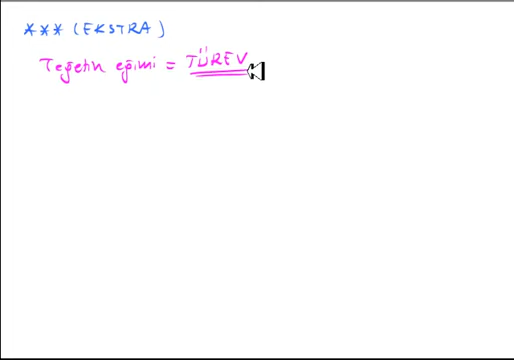 *** (EKSTRA)
Teğetin eğimi = TÜREV